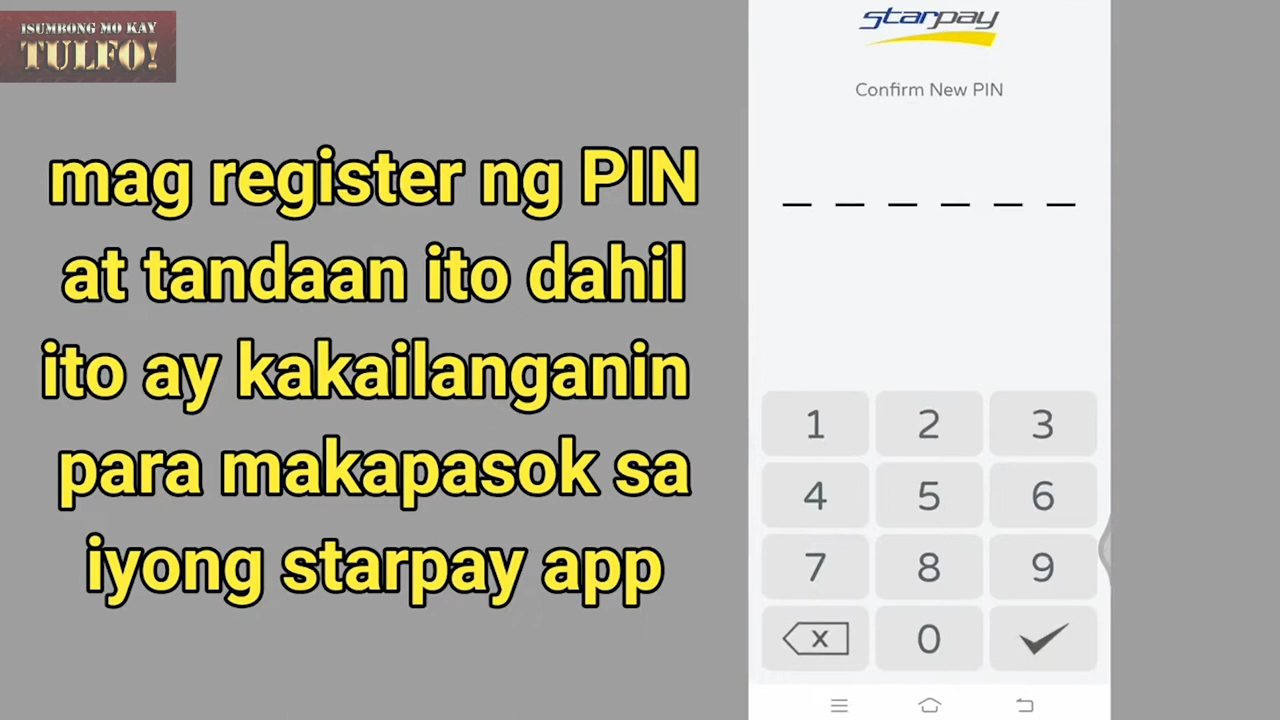 ISUMBONG MO KAY
TULFO!
mag register ng PIN
at tandaan ito dahil
ito ay kakailanganin
para makapasok sa
iyong starpay app
starpay
Confirm New PIN
1 2 3
4 5 6
7 8 9
X 0